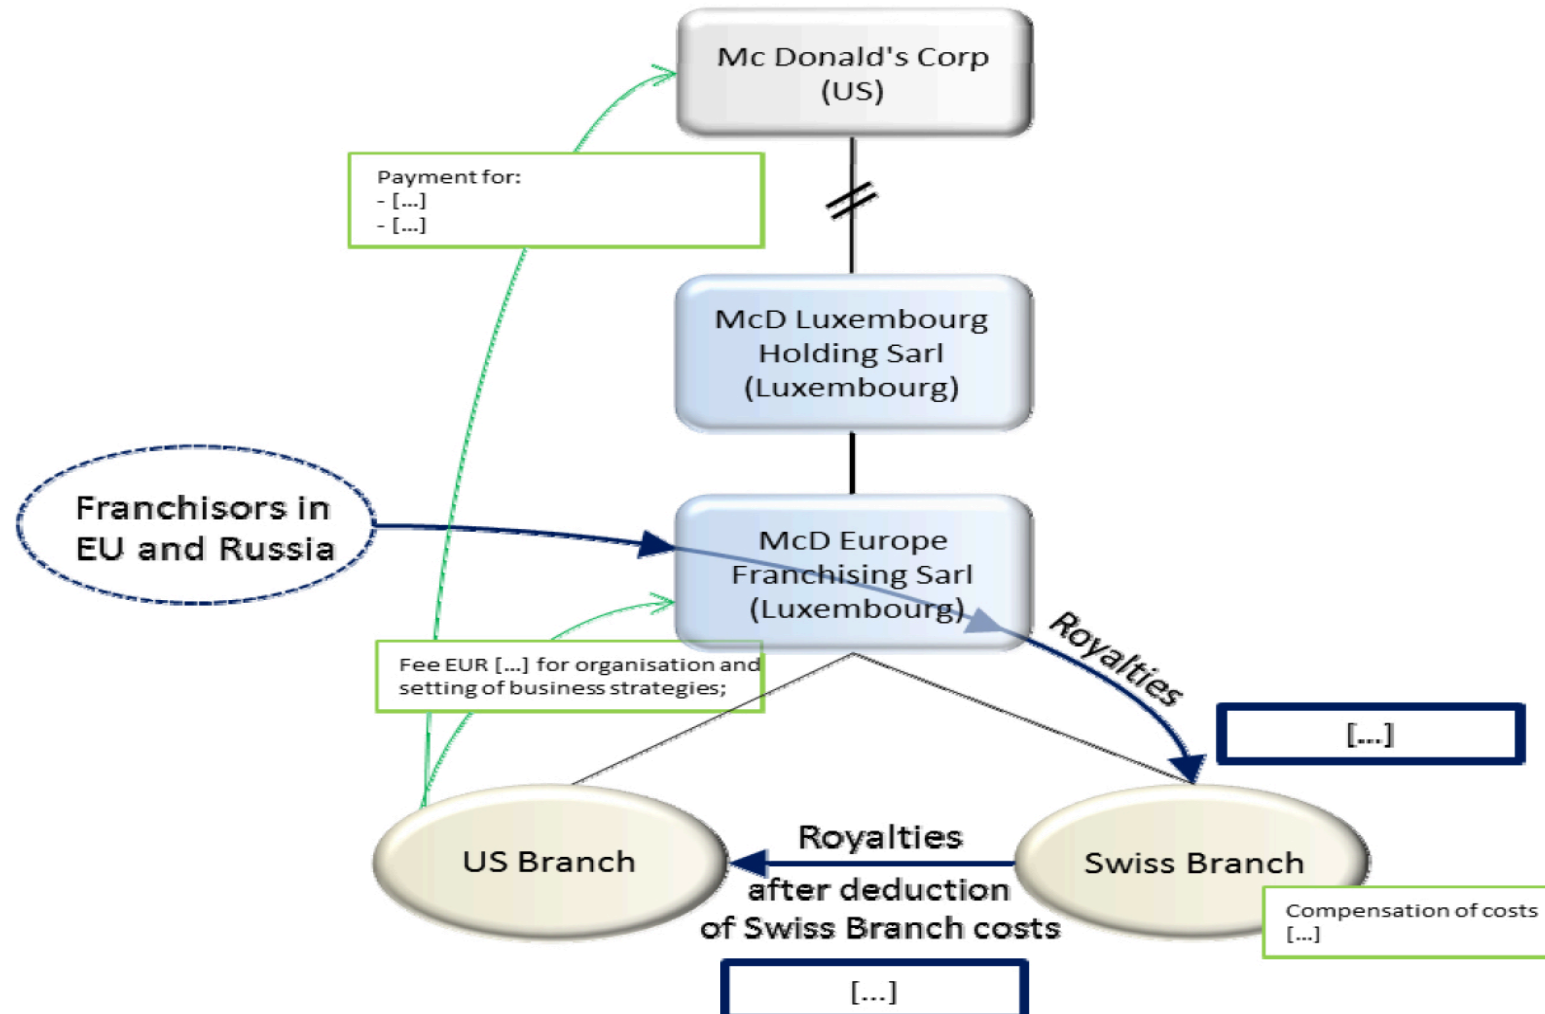 Mc Donald's Corp
(US)
Payment for:
- [...]
- [...]
McD Luxembourg
Holding Sarl
(Luxembourg)
Franchisors in
EU and Russia
McD Europe
Franchising Sarl
(Luxembourg)
Fee EUR [...] for organisation and
setting of business strategies;
Royalties
[...]
US Branch
Royalties
after deduction
of Swiss Branch costs
Swiss Branch
Compensation of costs
[...]
[...]